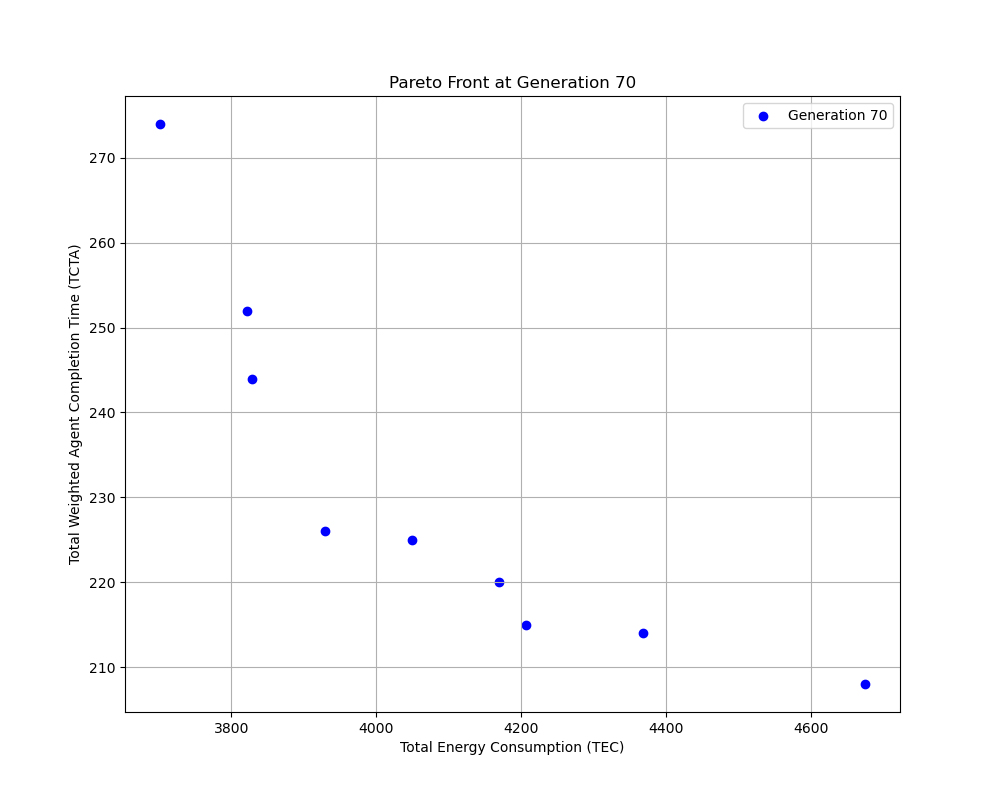 Pareto Front at Generation 70
Generation 70
270
260
250
240
230
220
210
Total Weighted Agent Completion Time (TCTA)
3800 4000 4200 4400 4600
Total Energy Consumption (TEC)